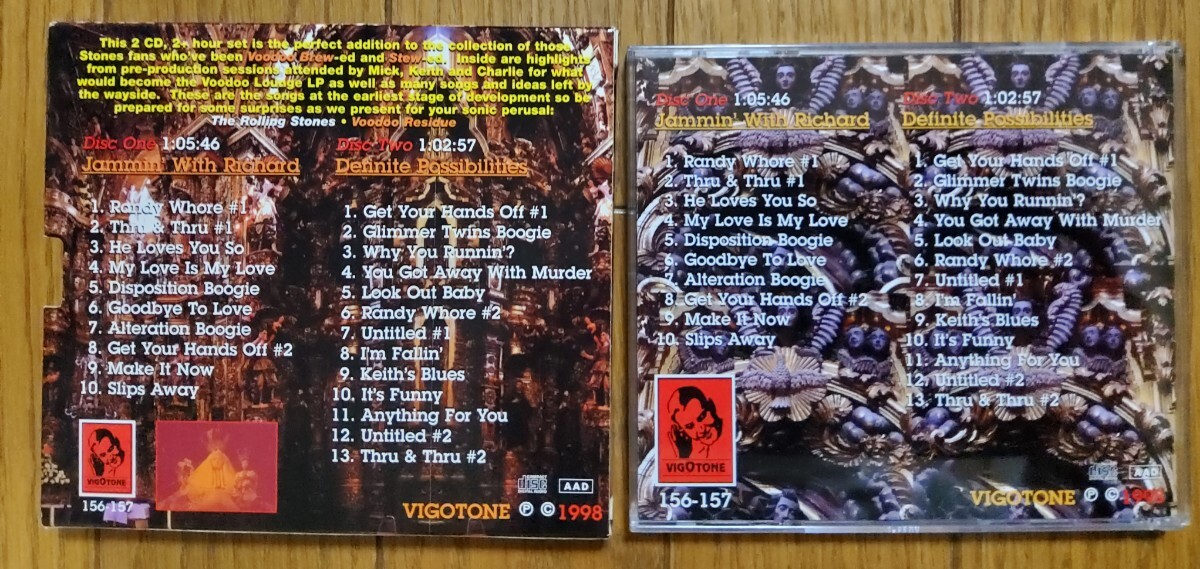 This 2 CD, 2+ hour set is the perfect addition to the collection of those
Stones fans who've been Voodoo Brew-ed and Stew-ed. Inside are highlights
from pre-production sessions attended by Mick, Keith and Charlie for what
would become the Voodoo Lounge LP as well as many songs and ideas left by
the wayside. These are the songs at the earliest stage of development so be
prepared for some surprises as we present for your sonic perusal:
The Rolling Stones • Voodoo Residue
Disc One 1:05:46
Jammin' With Richard
1. Randy Whore #1
2. Thru & Thru #1
3. He Loves You So
4. My Love Is My Love
5. Disposition Boogie
6. Goodbye To Love
7. Alteration Boogie
8. Get Your Hands Off #2
9. Make It Now
10. Slips Away
Disc Two 1:02:57
Definite Possibilities
1. Get Your Hands Off #1
2. Glimmer Twins Boogie
3. Why You Runnin'?
4. You Got Away With Murder
5. Look Out Baby
6. Randy Whore #2
7. Untitled #1
8. I'm Fallin'
9. Keith's Blues
10. It's Funny
11. Anything For You
12. Untitled #2
13. Thru & Thru #2
VIGOTONE
156-157
COMPACT
disc
DIGITAL AUDIO
AAD
VIGOTONE ℗ © 1998
Disc One 1:05:46
Jammin' With Richard
1. Randy Whore #1
2. Thru & Thru #1
3. He Loves You So
4. My Love Is My Love
5. Disposition Boogie
6. Goodbye To Love
7. Alteration Boogie
8. Get Your Hands Off #2
9. Make It Now
10. Slips Away
Disc Two 1:02:57
Definite Possibilities
1. Get Your Hands Off #1
2. Glimmer Twins Boogie
3. Why You Runnin'?
4. You Got Away With Murder
5. Look Out Baby
6. Randy Whore #2
7. Untitled #1
8. I'm Fallin'
9. Keith's Blues
10. It's Funny
11. Anything For You
12. Untitled #2
13. Thru & Thru #2
VIGOTONE
156-157
disc
AAD
VIGOTONE ℗ © 1998